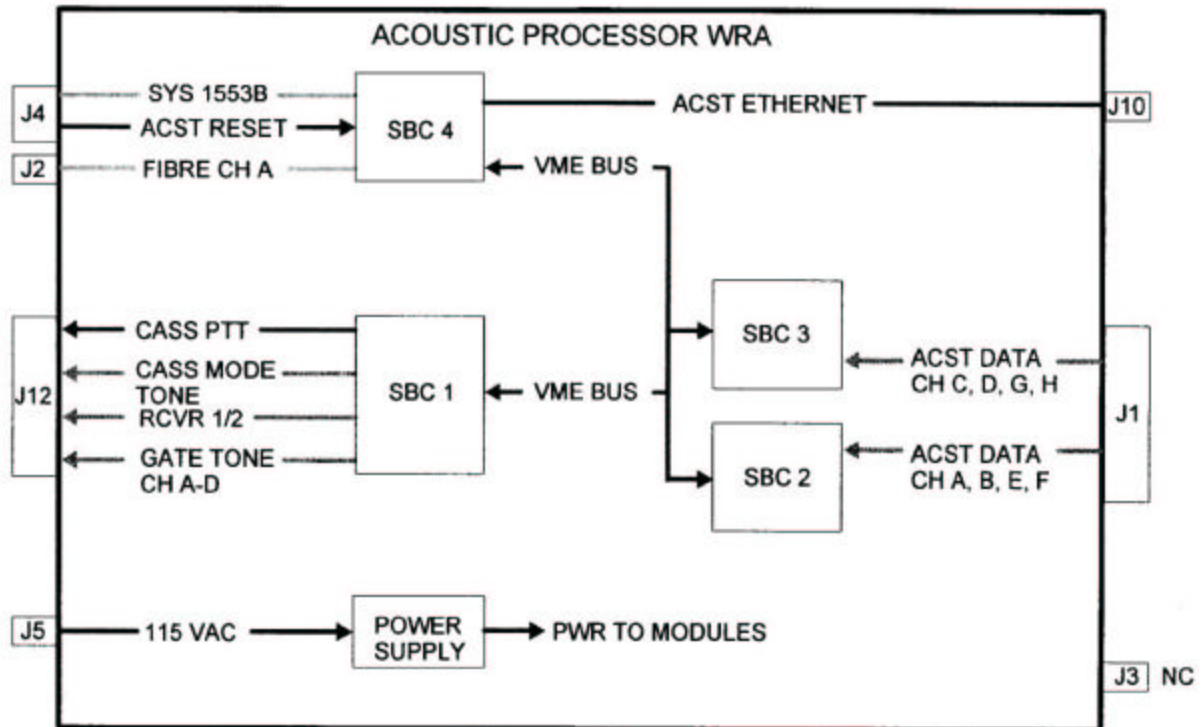 ACOUSTIC PROCESSOR WRA
J4
SYS 1553B
ACST RESET
SBC 4
ACST ETHERNET
J10
J2
FIBRE CH A
VME BUS
SBC 3
ACST DATA
CH C, D, G, H
J12
CASS PTT
CASS MODE
TONE
RCVR 1/2
GATE TONE
CH A-D
SBC 1
VME BUS
J1
SBC 2
ACST DATA
CH A, B, E, F
J5
115 VAC
POWER
SUPPLY
PWR TO MODULES
J3
NC